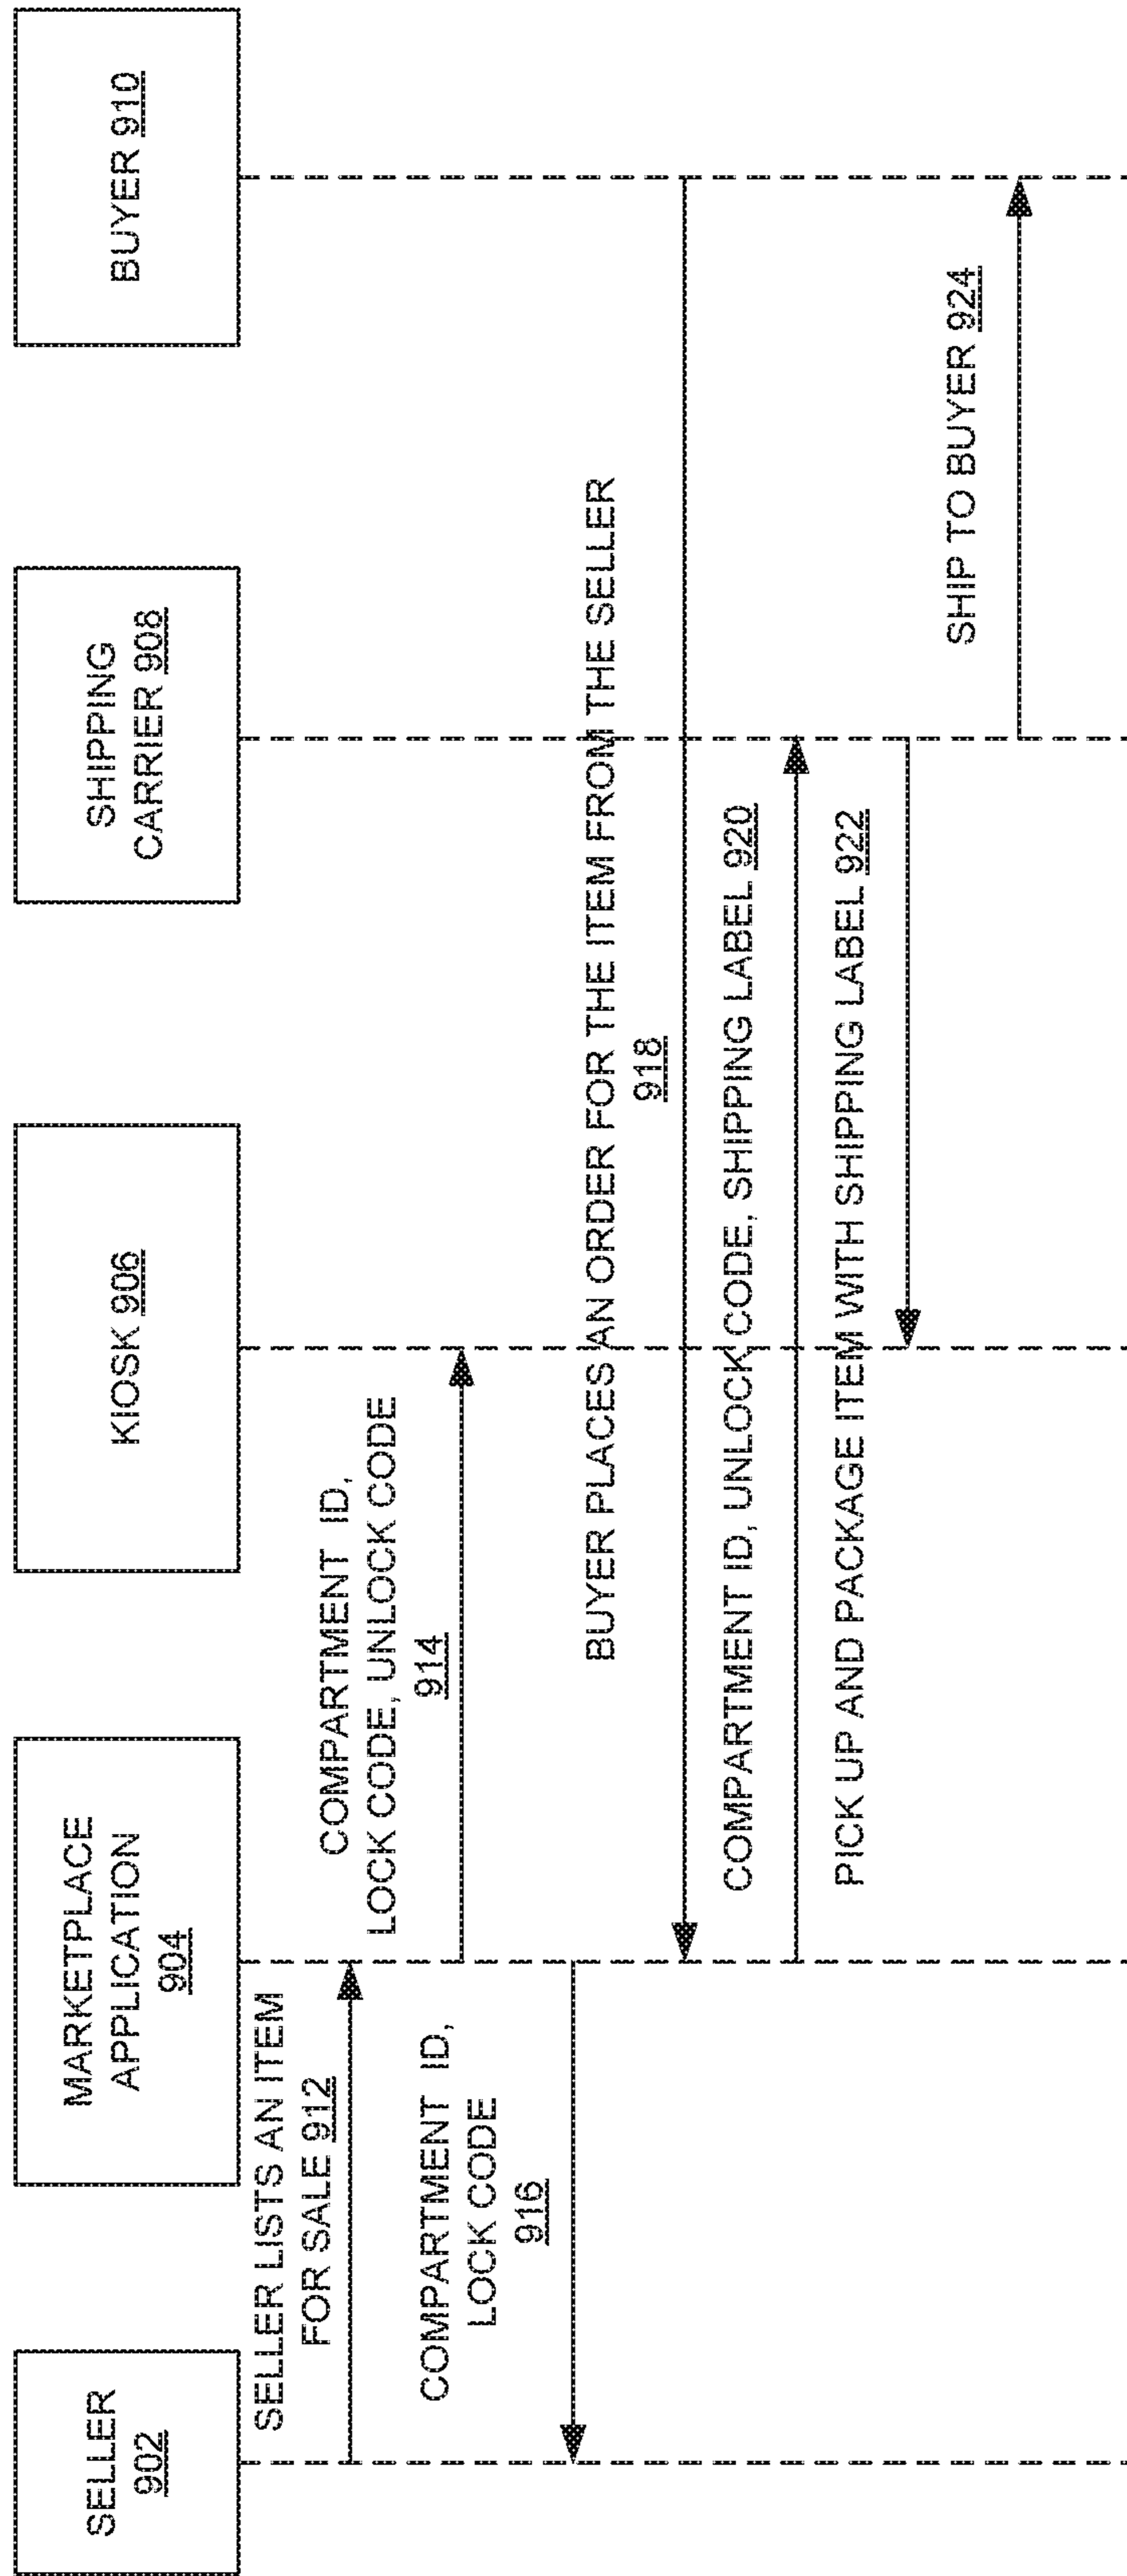 SELLER
902
MARKETPLACE
APPLICATION
904
KIOSK 906
SHIPPING
CARRIER 908
BUYER 910
SELLER LISTS AN ITEM
FOR SALE 912
COMPARTMENT ID,
LOCK CODE, UNLOCK CODE
914
COMPARTMENT ID,
LOCK CODE
916
BUYER PLACES AN ORDER FOR THE ITEM FROM THE SELLER
918
COMPARTMENT ID, UNLOCK CODE, SHIPPING LABEL 920
PICK UP AND PACKAGE ITEM WITH SHIPPING LABEL 922
SHIP TO BUYER 924